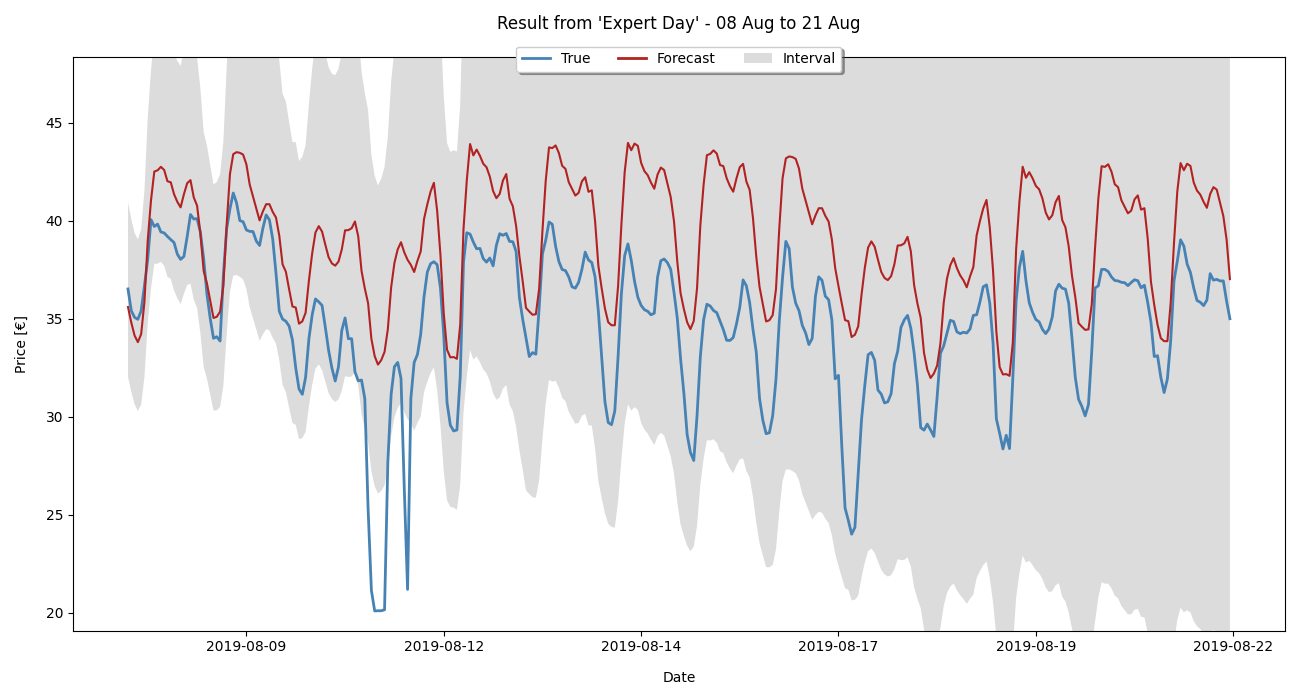 Result from 'Expert Day' - 08 Aug to 21 Aug
True Forecast Interval
Price [€]
45
40
35
30
25
20
2019-08-09 2019-08-12 2019-08-14 2019-08-17 2019-08-19 2019-08-22
Date